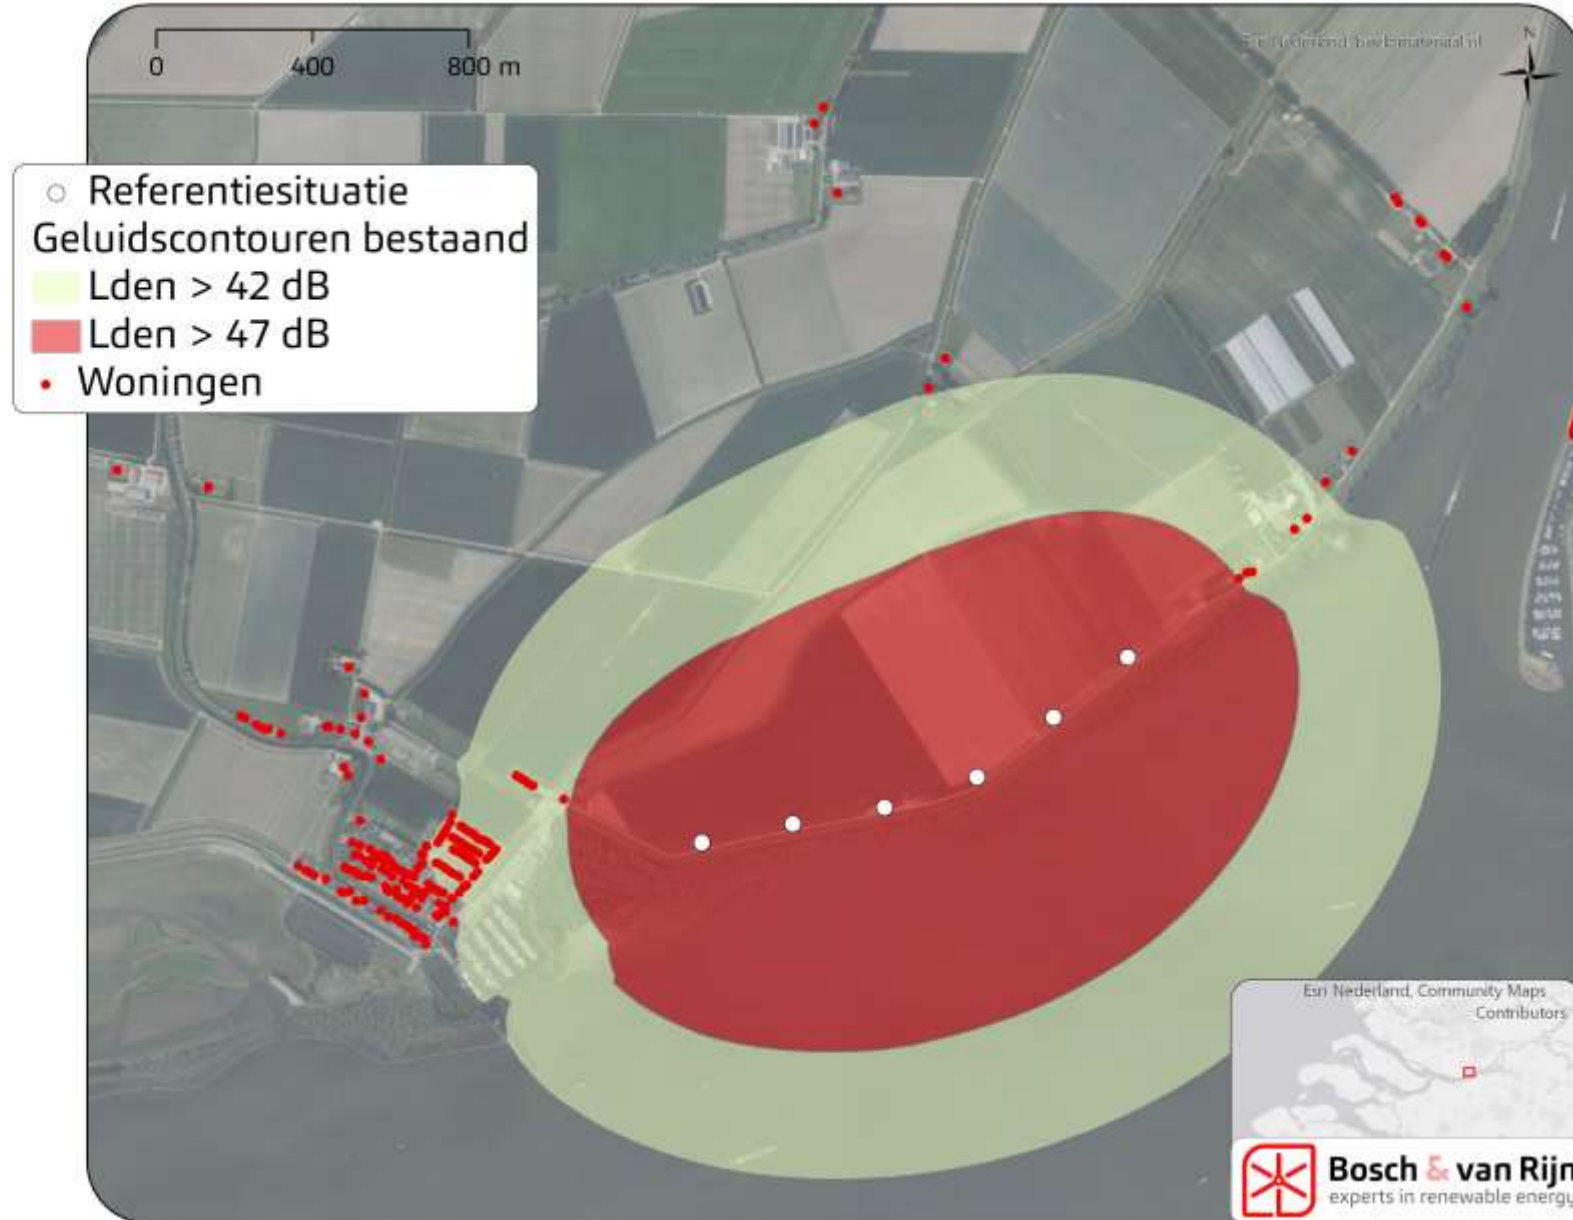 0 400 800 m
N
Referentiesituatie
Geluidscontouren bestaand
Lden > 42 dB
Lden > 47 dB
Woningen
Esri Nederland, Community Maps
Contributors
Bosch & van Rijn
experts in renewable energy